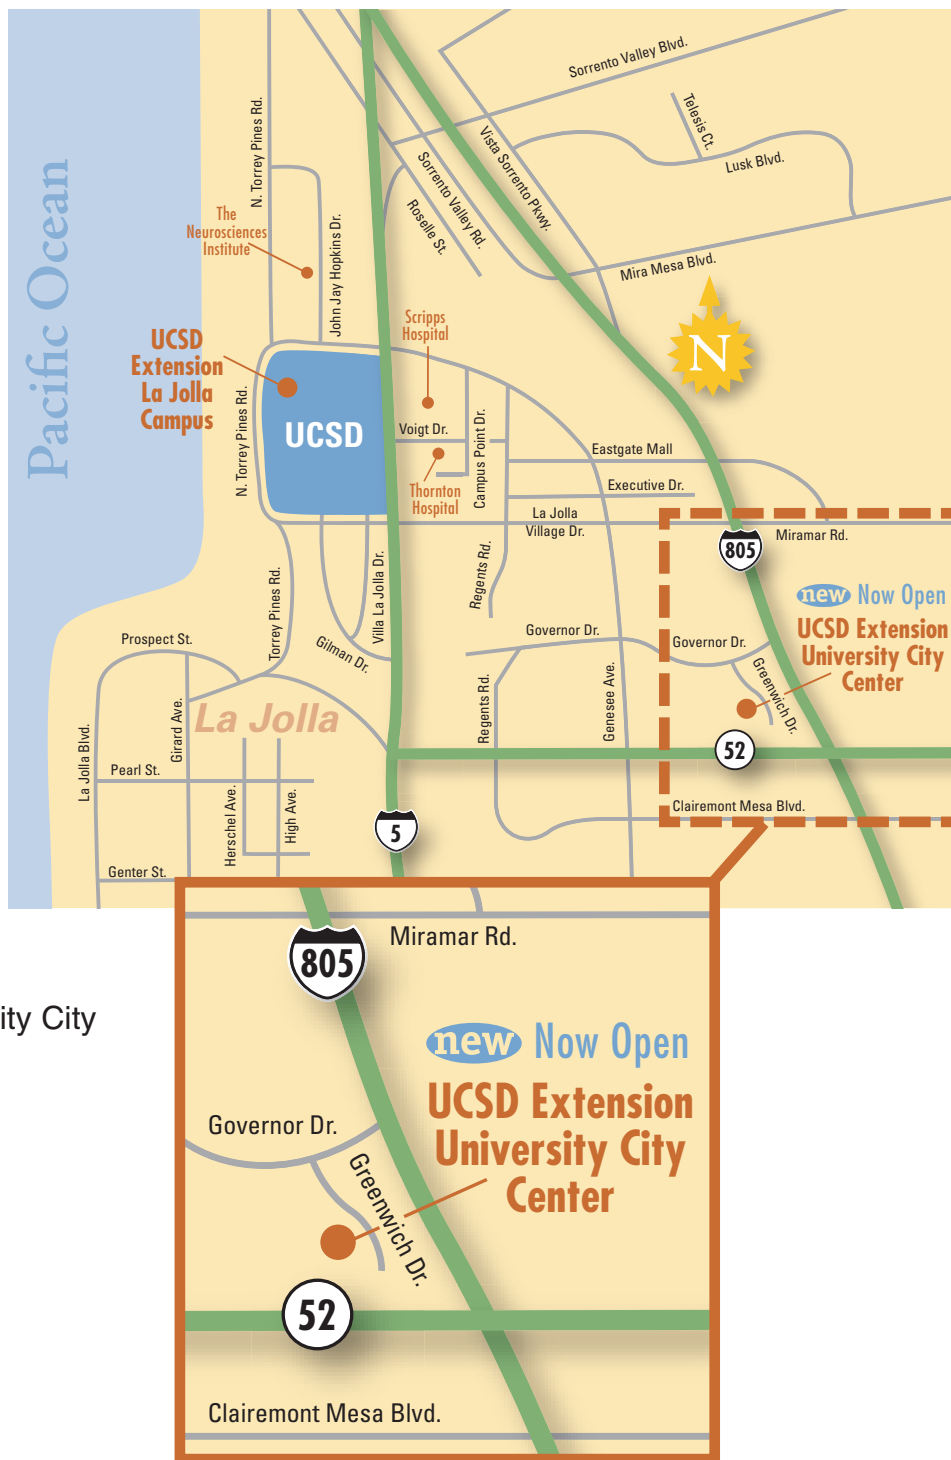 Sorrento Valley Blvd.
Telesis Ct.
Lusk Blvd.
Vista Sorrento Pkwy.
N. Torrey Pines Rd.
Sorrento Valley Rd.
Roselle St.
Mira Mesa Blvd.
Pacific Ocean
The
Neurosciences
Institute
John Jay Hopkins Dr.
N
UCSD
Extension
La Jolla
Campus
Scripps
Hospital
UCSD
Voigt Dr.
Campus Point Dr.
N. Torrey Pines Rd.
Thornton
Hospital
Eastgate Mall
Executive Dr.
La Jolla
Village Dr.
Miramar Rd.
805
Regents Rd.
Villa La Jolla Dr.
Torrey Pines Rd.
Gilman Dr.
new Now Open
UCSD Extension
University City
Center
Governor Dr.
Governor Dr.
Greenwich Dr.
Prospect St.
La Jolla
Girard Ave.
La Jolla Blvd.
Regents Rd.
Genesee Ave.
52
Pearl St.
Herschel Ave.
High Ave.
5
Clairemont Mesa Blvd.
Genter St.
Miramar Rd.
805
ity City
new Now Open
UCSD Extension
University City
Center
Governor Dr.
Greenwich Dr.
52
Clairemont Mesa Blvd.